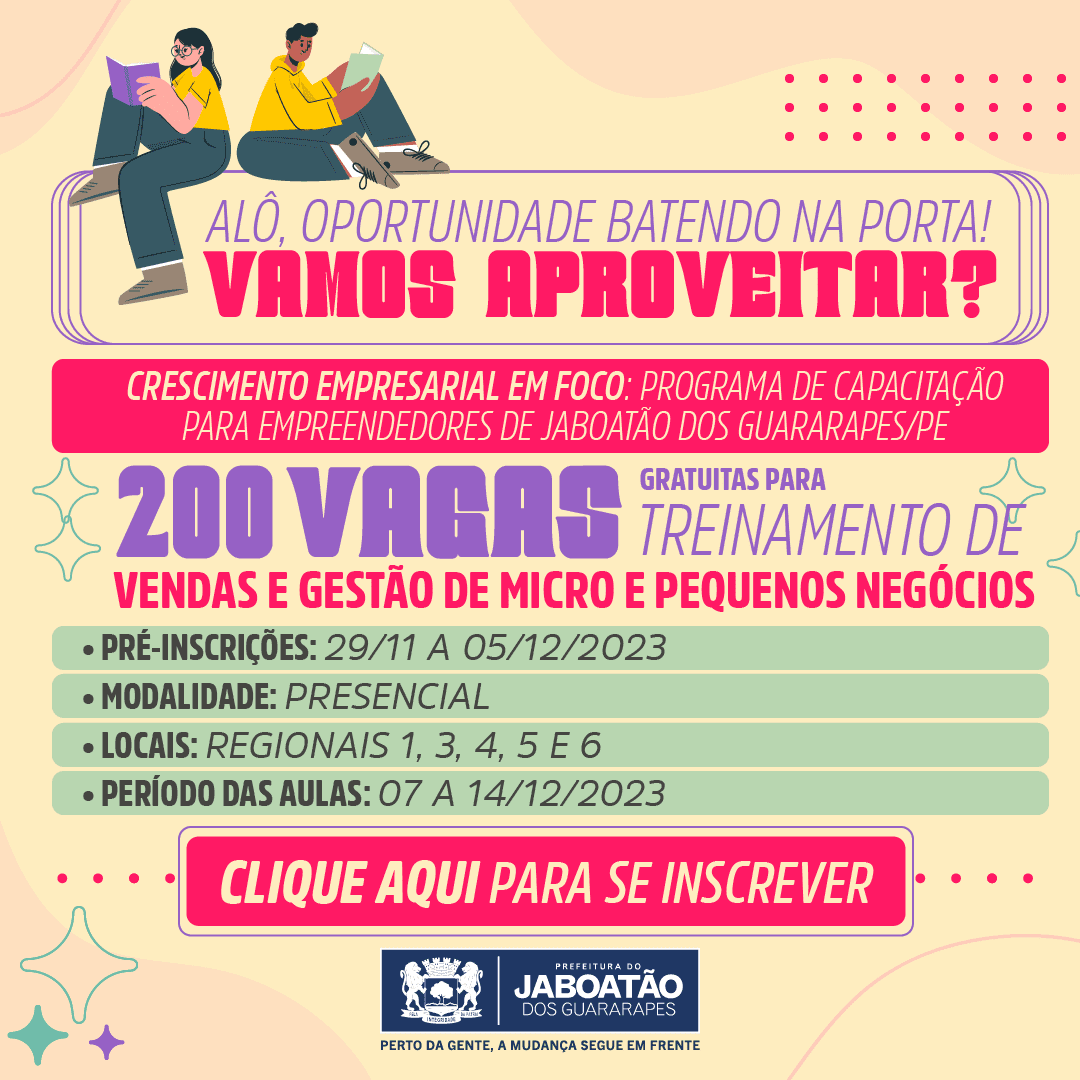 ALÔ, OPORTUNIDADE BATENDO NA PORTA!
VAMOS APROVEITAR?
CRESCIMENTO EMPRESARIAL EM FOCO: PROGRAMA DE CAPACITAÇÃO
PARA EMPREENDEDORES DE JABOATÃO DOS GUARARAPES/PE
200 VAGAS GRATUITAS PARA
TREINAMENTO DE
VENDAS E GESTÃO DE MICRO E PEQUENOS NEGÓCIOS
• PRÉ-INSCRIÇÕES: 29/11 A 05/12/2023
• MODALIDADE: PRESENCIAL
• LOCAIS: REGIONAIS 1, 3, 4, 5 E 6
• PERÍODO DAS AULAS: 07 A 14/12/2023
CLIQUE AQUI PARA SE INSCREVER
PREFEITURA DO
JABOATÃO
DOS GUARARAPES
INTEGRIDADE
PERTO DA GENTE, A MUDANÇA SEGUE EM FRENTE